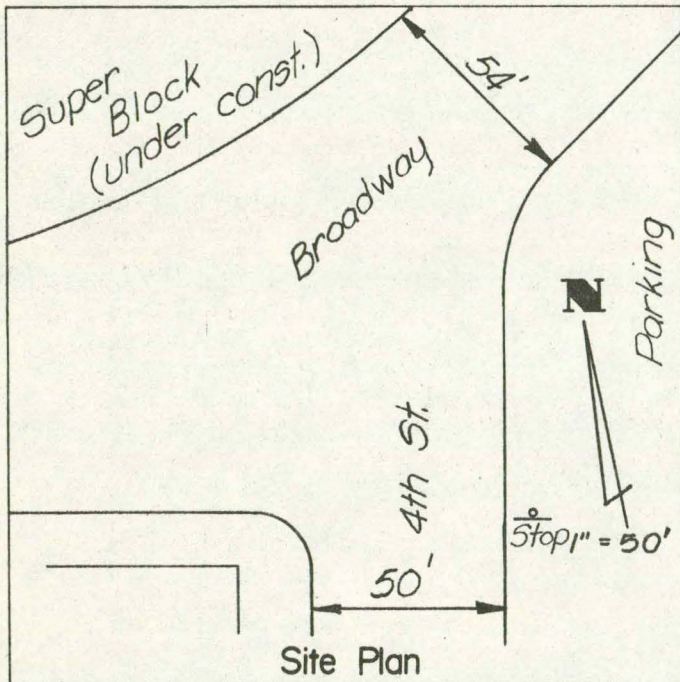 Super
Block
(under const.)
54'
Broadway
N
Parking
4th St.
Stop 1" = 50'
50'
Site Plan